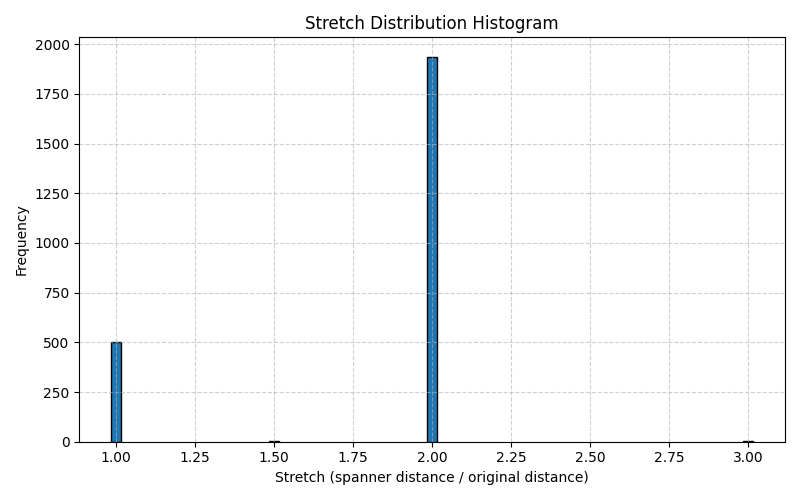 Stretch Distribution Histogram
2000
1750
1500
1250
1000
750
500
250
0
Frequency
1.00 1.25 1.50 1.75 2.00 2.25 2.50 2.75 3.00
Stretch (spanner distance / original distance)